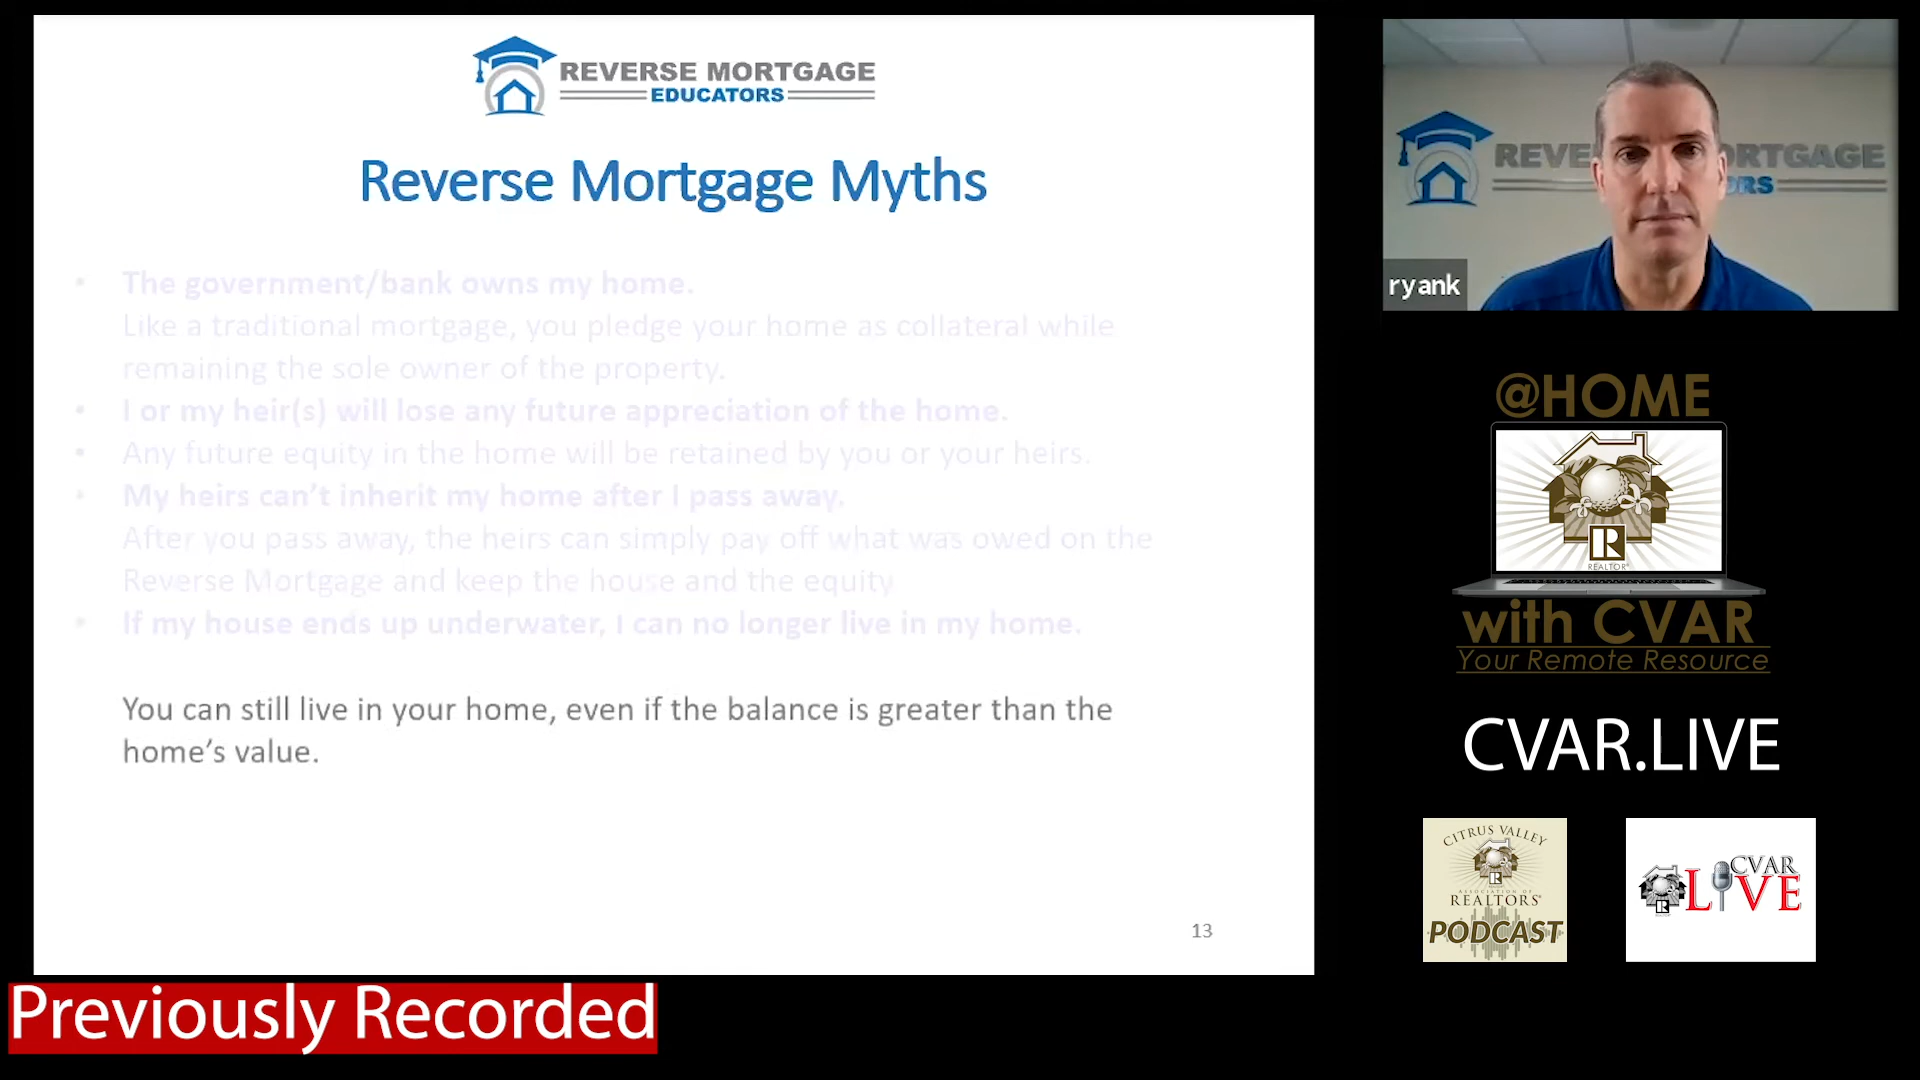 REVERSE MORTGAGE
EDUCATORS
Reverse Mortgage Myths
• The government/bank owns my home.
Like a traditional mortgage, you pledge your home as collateral while
remaining the sole owner of the property.
• I or my heir(s) will lose any future appreciation of the home.
• Any future equity in the home will be retained by you or your heirs.
• My heirs can’t inherit my home after I pass away.
After you pass away, the heirs can simply pay off what was owed on the
Reverse Mortgage and keep the house and the equity
• If my house ends up underwater, I can no longer live in my home.
You can still live in your home, even if the balance is greater than the
home’s value.
13
Previously Recorded
REVE ORTGAGE
ORS
ryank
@HOME
R
REALTOR®
with CVAR
Your Remote Resource
CVAR.LIVE
CITRUS VALLEY
R
ASSOCIATION OF
REALTORS®
PODCAST
CVAR
LIVE
R